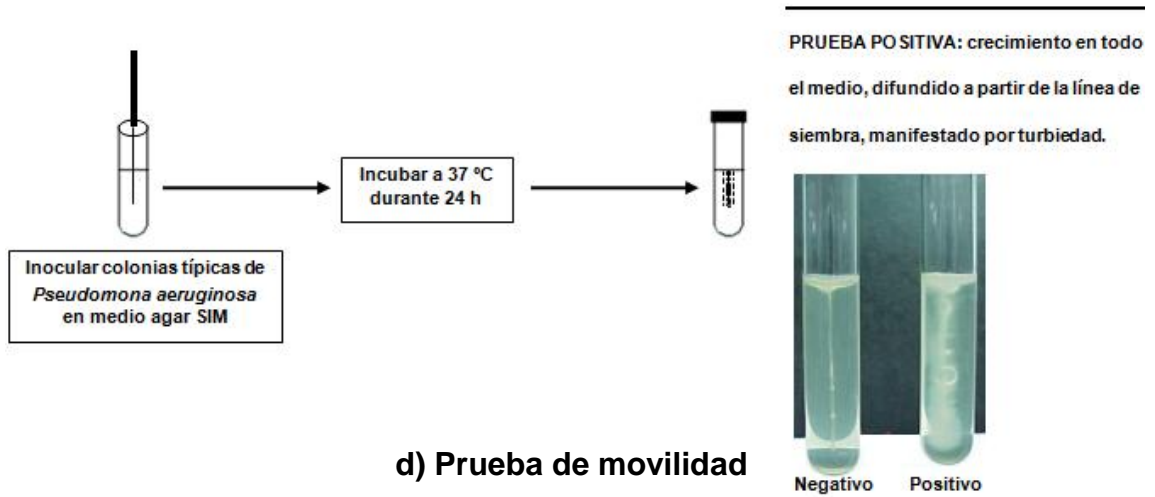 PRUEBA POSITIVA: crecimiento en todo
el medio, difundido a partir de la línea de
siembra, manifestado por turbiedad.
Incubar a 37 ºC
durante 24 h
Inocular colonias típicas de
Pseudomona aeruginosa
en medio agar SIM
d) Prueba de movilidad
Negativo Positivo